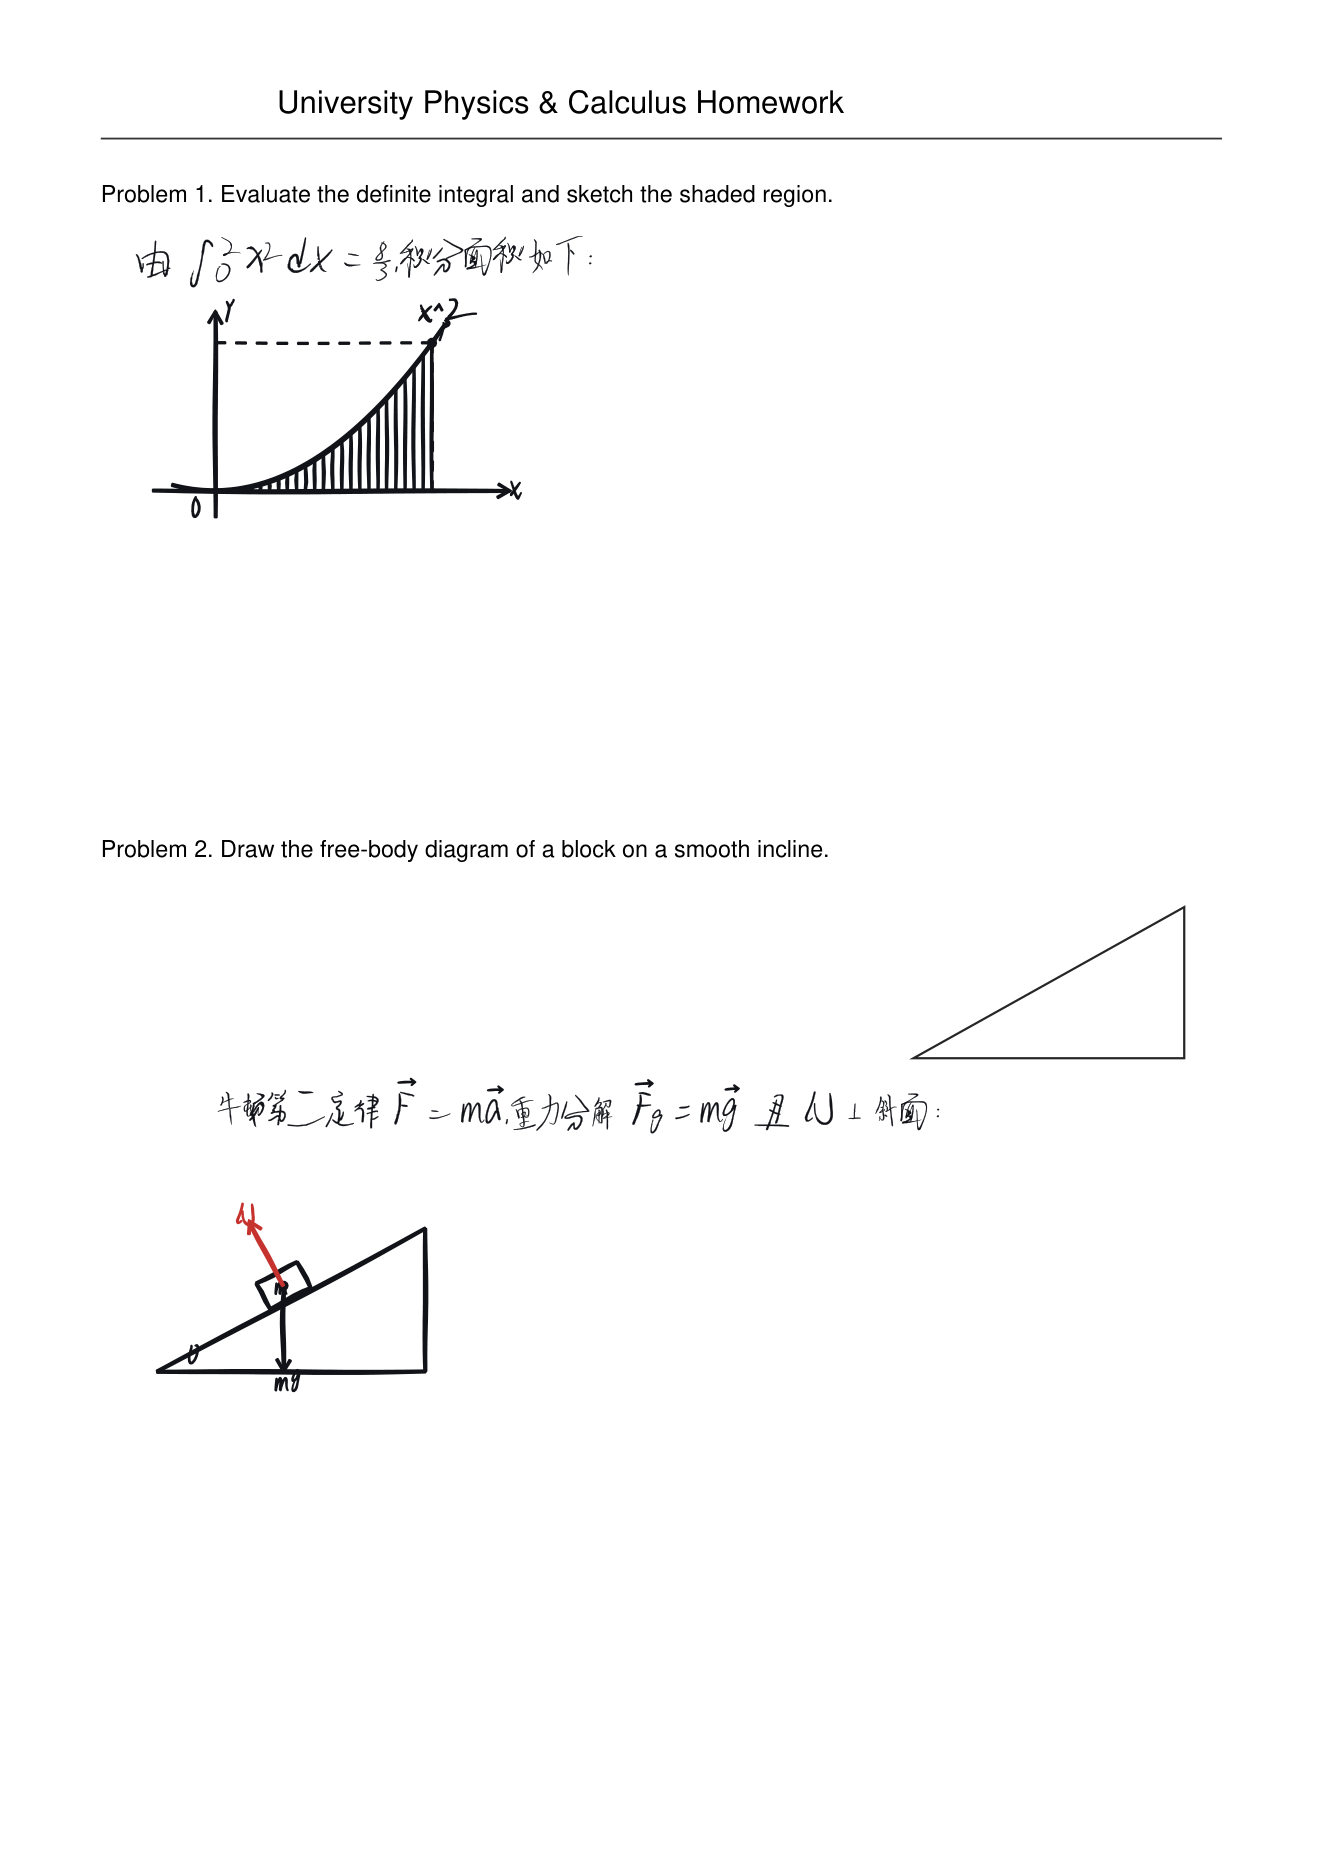 University Physics & Calculus Homework
Problem 1. Evaluate the definite integral and sketch the shaded region.
由 ∫₀² x² dx = 8/3, 积分面积如下:
y
x^2
x
0
Problem 2. Draw the free-body diagram of a block on a smooth incline.
牛顿第二定律 F⃗ = ma⃗, 重力分解 F⃗g = mg⃗ 且 N ⊥ 斜面:
N
m
θ
mg